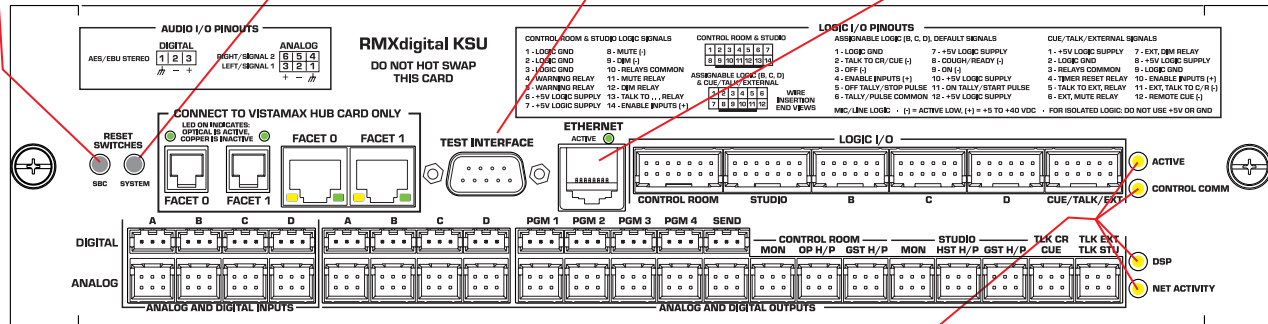 AUDIO I/O PINOUTS
DIGITAL
AES/EBU STEREO 1 2 3
- +
ANALOG
RIGHT/SIGNAL 2 6 5 4
LEFT/SIGNAL 1 3 2 1
+ -
RMXdigital KSU
DO NOT HOT SWAP
THIS CARD
LOGIC I/O PINOUTS
CONTROL ROOM & STUDIO LOGIC SIGNALS
1 - LOGIC GND
2 - LOGIC GND
3 - LOGIC GND
4 - WARNING RELAY
5 - WARNING RELAY
6 - +5V LOGIC SUPPLY
7 - +5V LOGIC SUPPLY
8 - MUTE (-)
9 - DIM (-)
10 - RELAYS COMMON
11 - MUTE RELAY
12 - DIM RELAY
13 - TALK TO ,,, RELAY
14 - ENABLE INPUTS (+)
CONTROL ROOM & STUDIO
1 2 3 4 5 6 7
8 9 10 11 12 13 14
ASSIGNABLE LOGIC (B, C, D)
& CUE/TALK/EXTERNAL
1 2 3 4 5 6
7 8 9 10 11 12
WIRE
INSERTION
END VIEWS
ASSIGNABLE LOGIC (B, C, D), DEFAULT SIGNALS
1 - LOGIC GND
2 - TALK TO CR/CUE (-)
3 - OFF (-)
4 - ENABLE INPUTS (+)
5 - OFF TALLY/STOP PULSE
6 - TALLY/PULSE COMMON
7 - +5V LOGIC SUPPLY
8 - COUGH/READY (-)
9 - ON (-)
10 - +5V LOGIC SUPPLY
11 - ON TALLY/START PULSE
12 - +5V LOGIC SUPPLY
CUE/TALK/EXTERNAL SIGNALS
1 - +5V LOGIC SUPPLY
2 - LOGIC GND
3 - RELAYS COMMON
4 - TIMER RESET RELAY
5 - TALK TO EXT, RELAY
6 - EXT, MUTE RELAY
7 - EXT, DIM RELAY
8 - +5V LOGIC SUPPLY
9 - LOGIC GND
10 - ENABLE INPUTS (+)
11 - EXT, TALK TO C/R (-)
12 - REMOTE CUE (-)
MIC/LINE LOGIC • (-) = ACTIVE LOW, (+) = +5 TO +40 VDC • FOR ISOLATED LOGIC: DO NOT USE +5V OR GND
RESET
SWITCHES
SBC SYSTEM
CONNECT TO VISTAMAX HUB CARD ONLY
LED ON INDICATES:
OPTICAL IS ACTIVE,
COPPER IS INACTIVE
FACET 0 FACET 1
FACET 0 FACET 1
TEST INTERFACE
ETHERNET
ACTIVE
LOGIC I/O
CONTROL ROOM STUDIO B C D CUE/TALK/EXT
ACTIVE
CONTROL COMM
DSP
NET ACTIVITY
A B C D A B C D PGM 1 PGM 2 PGM 3 PGM 4 SEND
CONTROL ROOM STUDIO TLK CR TLK EXT
MON OP H/P GST H/P MON HST H/P GST H/P CUE TLK STU
DIGITAL
ANALOG
ANALOG AND DIGITAL INPUTS ANALOG AND DIGITAL OUTPUTS